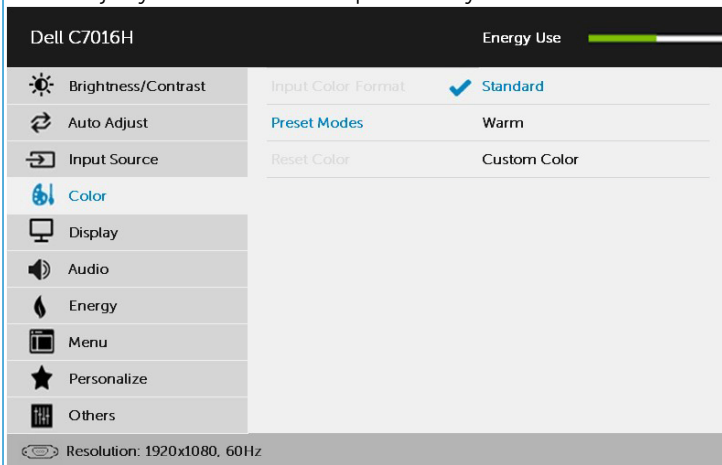 Dell C7016H Energy Use
Brightness/Contrast Input Color Format Standard
Auto Adjust Preset Modes Warm
Input Source Reset Color Custom Color
Color
Display
Audio
Energy
Menu
Personalize
Others
Resolution: 1920x1080, 60Hz